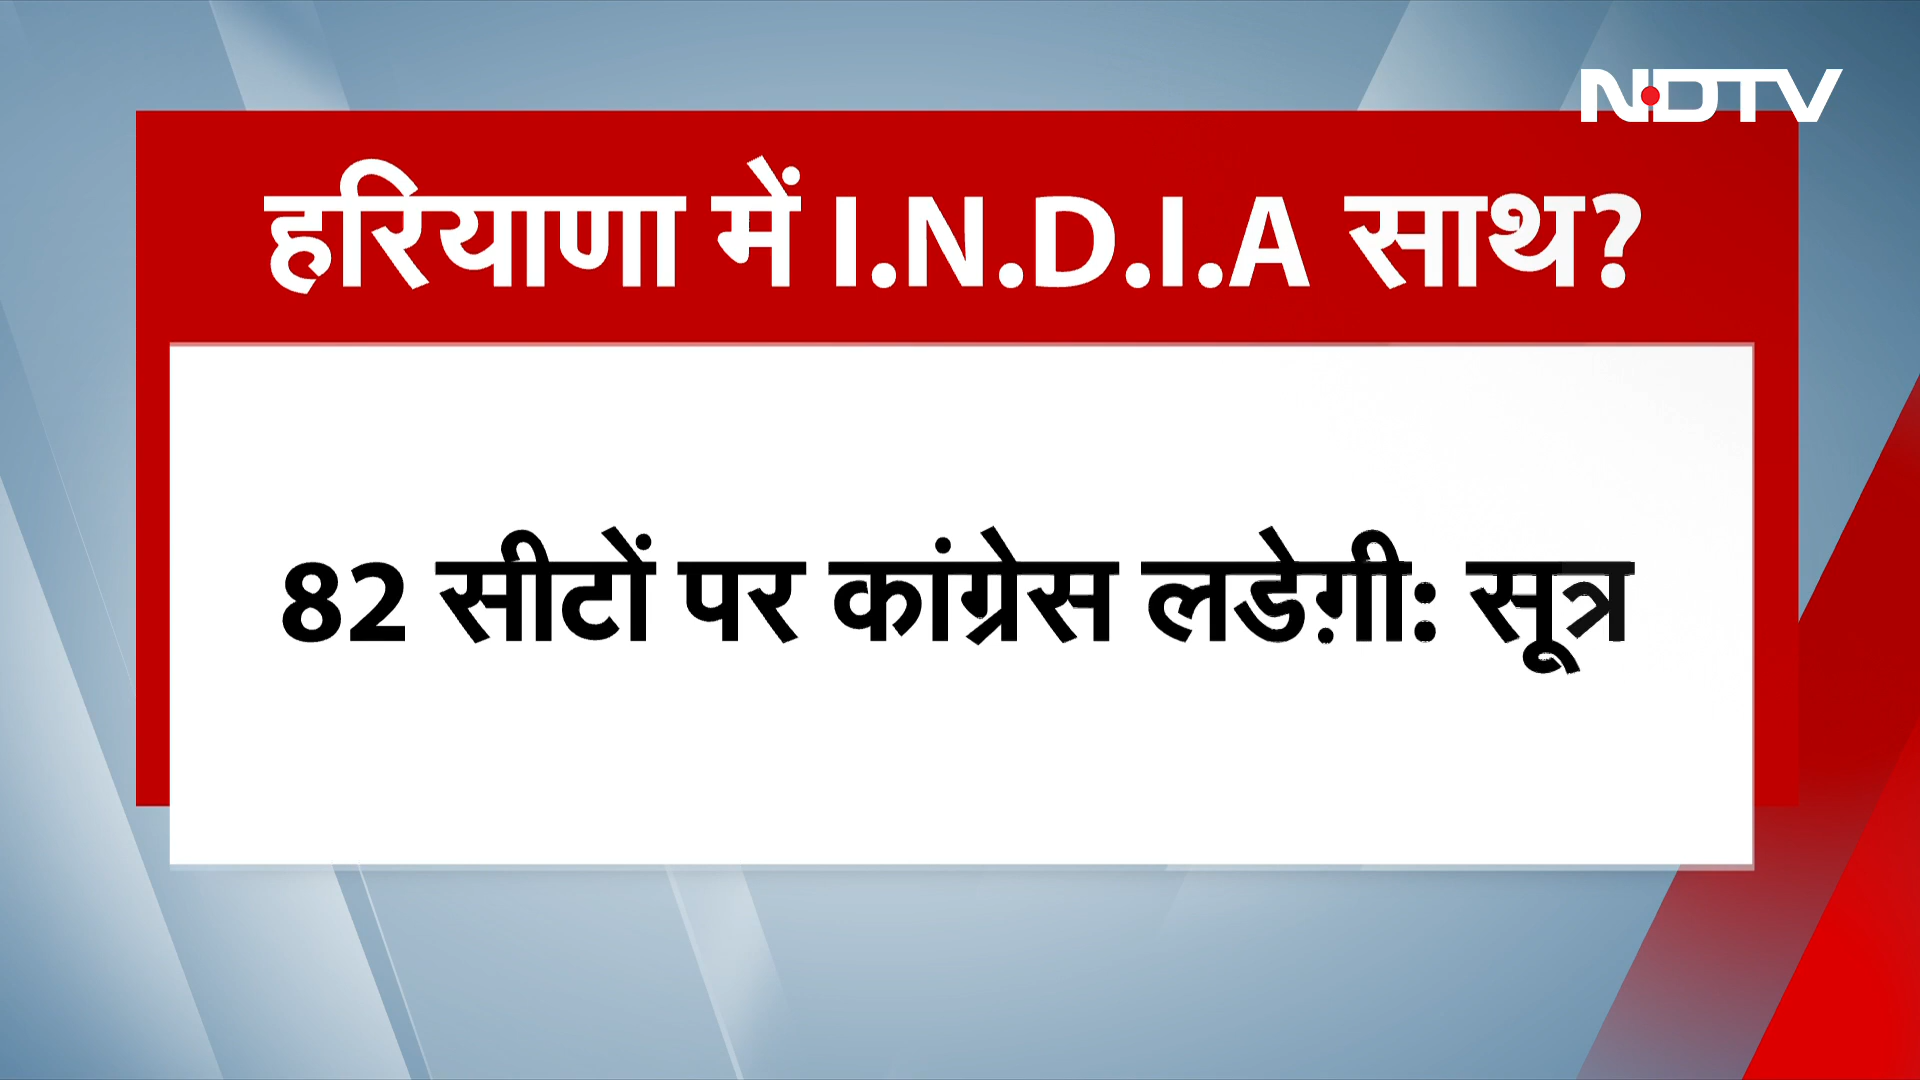 NDTV
हरियाणा में I.N.D.I.A साथ?
82 सीटों पर कांग्रेस लडेग़ी: सूत्र